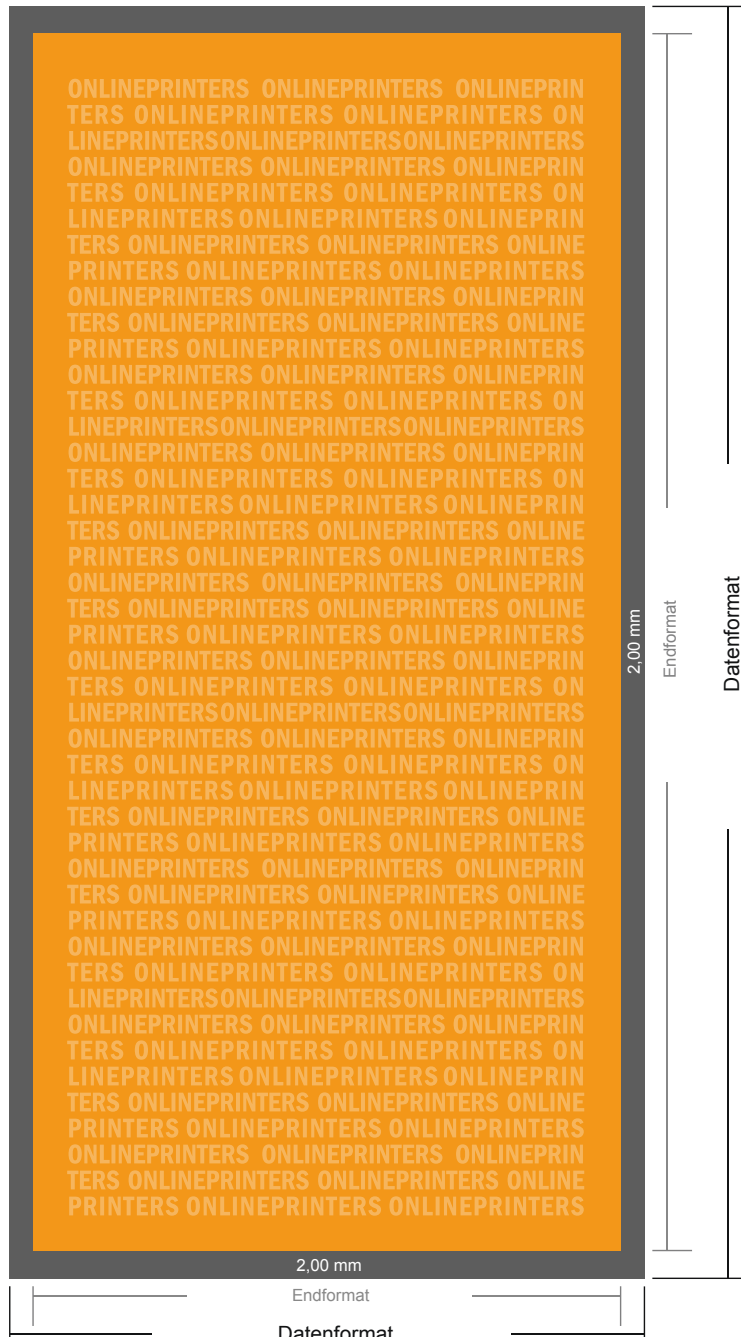 ONLINEPRINTERS ONLINEPRINTERS ONLINEPRIN
TERS ONLINEPRINTERS ONLINEPRINTERS ON
LINEPRINTERSONLINEPRINTERSONLINEPRINTERS
ONLINEPRINTERS ONLINEPRINTERS ONLINEPRIN
TERS ONLINEPRINTERS ONLINEPRINTERS ON
LINEPRINTERS ONLINEPRINTERS ONLINEPRIN
TERS ONLINEPRINTERS ONLINEPRINTERS ONLINE
PRINTERS ONLINEPRINTERS ONLINEPRINTERS
ONLINEPRINTERS ONLINEPRINTERS ONLINEPRIN
TERS ONLINEPRINTERS ONLINEPRINTERS ONLINE
PRINTERS ONLINEPRINTERS ONLINEPRINTERS
ONLINEPRINTERS ONLINEPRINTERS ONLINEPRIN
TERS ONLINEPRINTERS ONLINEPRINTERS ON
LINEPRINTERSONLINEPRINTERSONLINEPRINTERS
ONLINEPRINTERS ONLINEPRINTERS ONLINEPRIN
TERS ONLINEPRINTERS ONLINEPRINTERS ON
LINEPRINTERS ONLINEPRINTERS ONLINEPRIN
TERS ONLINEPRINTERS ONLINEPRINTERS ONLINE
PRINTERS ONLINEPRINTERS ONLINEPRINTERS
ONLINEPRINTERS ONLINEPRINTERS ONLINEPRIN
TERS ONLINEPRINTERS ONLINEPRINTERS ONLINE
PRINTERS ONLINEPRINTERS ONLINEPRINTERS
ONLINEPRINTERS ONLINEPRINTERS ONLINEPRIN
TERS ONLINEPRINTERS ONLINEPRINTERS ON
LINEPRINTERSONLINEPRINTERSONLINEPRINTERS
ONLINEPRINTERS ONLINEPRINTERS ONLINEPRIN
TERS ONLINEPRINTERS ONLINEPRINTERS ON
LINEPRINTERS ONLINEPRINTERS ONLINEPRIN
TERS ONLINEPRINTERS ONLINEPRINTERS ONLINE
PRINTERS ONLINEPRINTERS ONLINEPRINTERS
ONLINEPRINTERS ONLINEPRINTERS ONLINEPRIN
TERS ONLINEPRINTERS ONLINEPRINTERS ONLINE
PRINTERS ONLINEPRINTERS ONLINEPRINTERS
ONLINEPRINTERS ONLINEPRINTERS ONLINEPRIN
TERS ONLINEPRINTERS ONLINEPRINTERS ON
LINEPRINTERSONLINEPRINTERSONLINEPRINTERS
ONLINEPRINTERS ONLINEPRINTERS ONLINEPRIN
TERS ONLINEPRINTERS ONLINEPRINTERS ON
LINEPRINTERS ONLINEPRINTERS ONLINEPRIN
TERS ONLINEPRINTERS ONLINEPRINTERS ONLINE
PRINTERS ONLINEPRINTERS ONLINEPRINTERS
ONLINEPRINTERS ONLINEPRINTERS ONLINEPRIN
TERS ONLINEPRINTERS ONLINEPRINTERS ONLINE
PRINTERS ONLINEPRINTERS ONLINEPRINTERS
2,00 mm
Endformat
Datenformat
2,00 mm
Endformat
Datenformat